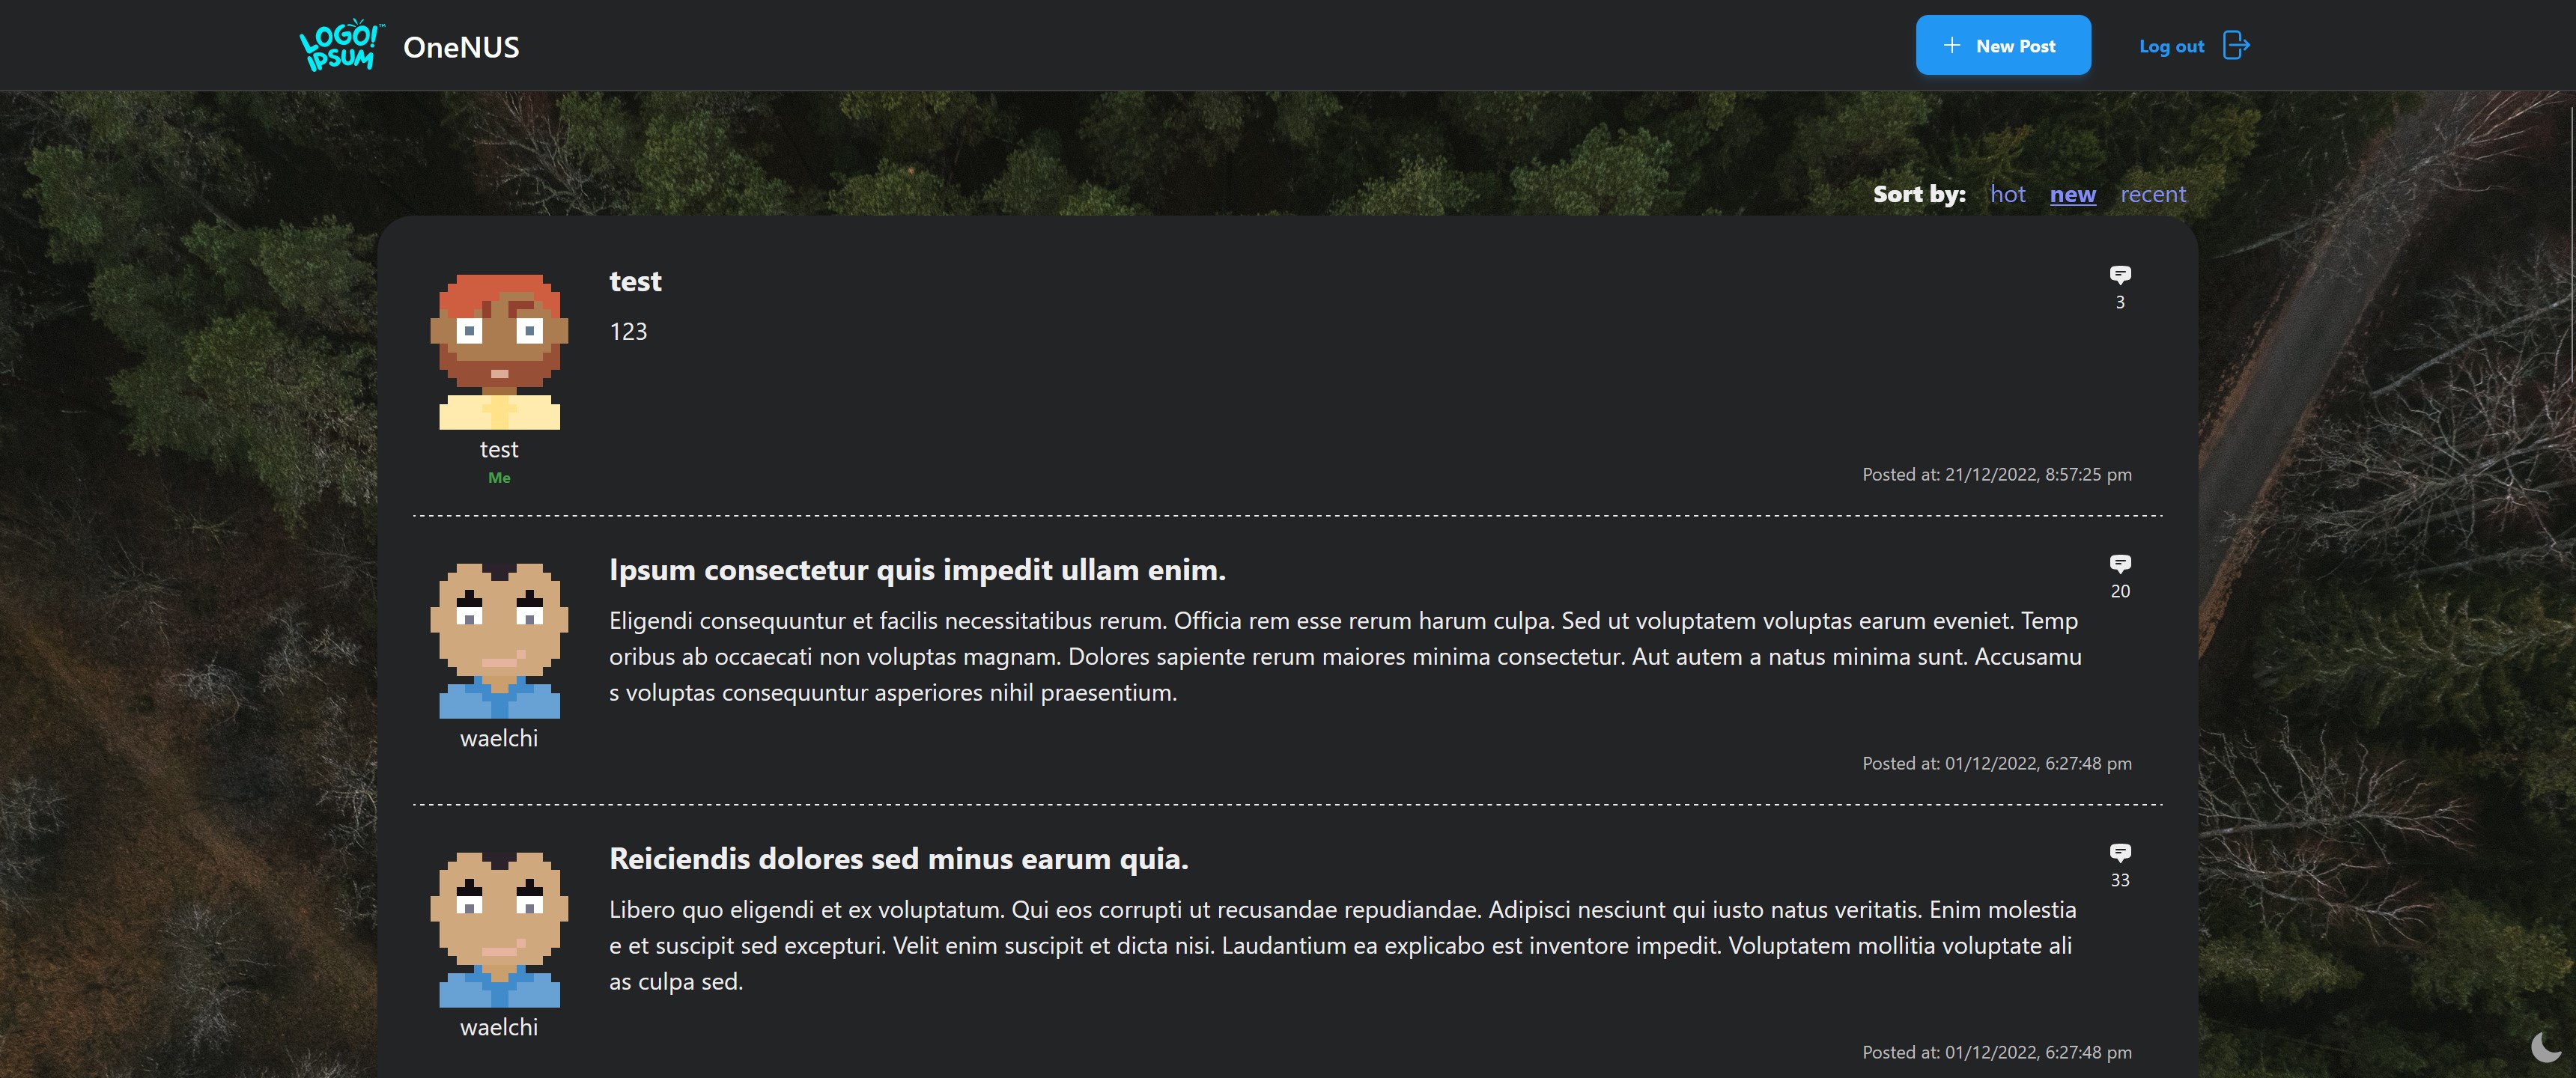 LOGO! IPSUM™
OneNUS
New Post
Log out
Sort by: hot new recent
test
123
3
test
Me
Posted at: 21/12/2022, 8:57:25 pm
Ipsum consectetur quis impedit ullam enim.
20
Eligendi consequuntur et facilis necessitatibus rerum. Officia rem esse rerum harum culpa. Sed ut voluptatem voluptas earum eveniet. Temp
oribus ab occaecati non voluptas magnam. Dolores sapiente rerum maiores minima consectetur. Aut autem a natus minima sunt. Accusamu
s voluptas consequuntur asperiores nihil praesentium.
waelchi
Posted at: 01/12/2022, 6:27:48 pm
Reiciendis dolores sed minus earum quia.
33
Libero quo eligendi et ex voluptatum. Qui eos corrupti ut recusandae repudiandae. Adipisci nesciunt qui iusto natus veritatis. Enim molestia
e et suscipit sed excepturi. Velit enim suscipit et dicta nisi. Laudantium ea explicabo est inventore impedit. Voluptatem mollitia voluptate ali
as culpa sed.
waelchi
Posted at: 01/12/2022, 6:27:48 pm